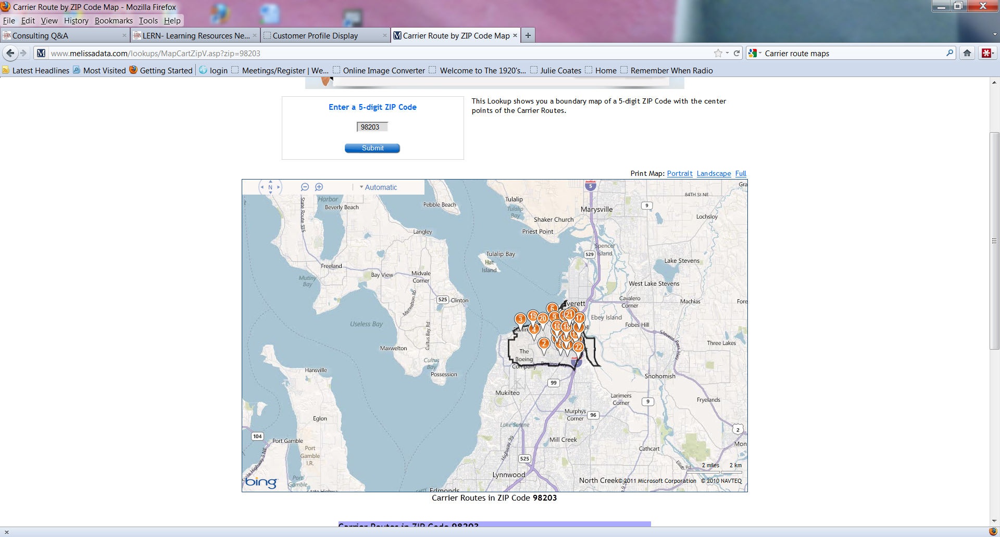 Carrier Route by ZIP Code Map - Mozilla Firefox
File Edit View History Bookmarks Tools Help
Consulting Q&A
LERN- Learning Resources Ne...
Customer Profile Display
Carrier Route by ZIP Code Map
www.melissadata.com/lookups/MapCartZipV.asp?zip=98203
Carrier route maps
Latest Headlines Most Visited Getting Started login Meetings/Register | We... Online Image Converter Welcome to The 1920's... Julie Coates Home Remember When Radio
Enter a 5-digit ZIP Code
98203
Submit
This Lookup shows you a boundary map of a 5-digit ZIP Code with the center
points of the Carrier Routes.
Print Map: Portrait Landscape Full
N
Automatic
5
Gra
84TH St NE
Harbor
Beverly Beach
State Route 525
Pebble Beach
Tulalip
Tulalip
Bay
9
Marysville
Lochsloy
Shaker Church
Priest Point
Langley
Spencer
Island
529
Tulalip Bay
Hat
Island
Lake Stevens
Freeland
Bay View
Midvale
Corner
Mutiny
Bay
West Lake Stevens
Maxwelton Rd
525
Clinton
Cavalero
Corner
Machias
Fore
Everett
6
3
19
20
9
21
17
Ebey Island
Fobes Hill
Useless Bay
4
10
18
Cultus Bay Rd
Stevens Pass Hwy
2
22
Three Lakes
Maxwelton
The
Boeing
Company
Cultus
Bay
Possession
Hansville
Snohomish
99
Mukilteo
Larimers
Corner
9
Fryelands
Murphys
Corner
96
Eglon
Lake Serene
2
104
Port Gamble
Highway 99
Mill Creek
Mon
Port
Gamble
I.R.
Cathcart
State Highway 3 NE
525
2 miles 2 km
Lynnwood
Port
Gamble
bing
North Creek
© 2011 Microsoft Corporation © 2010 NAVTEQ
Edmonds
Carrier Routes in ZIP Code 98203
Carrier Routes in ZIP Code 98203